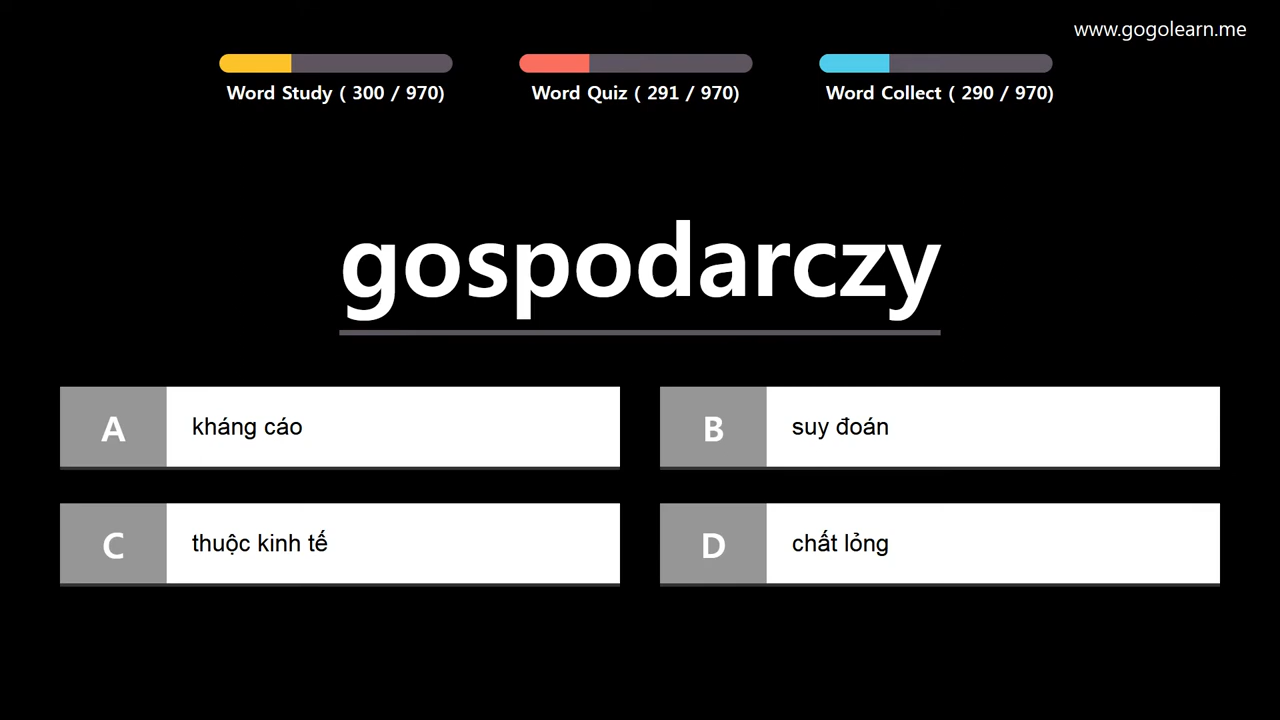 www.gogolearn.me
Word Study ( 300 / 970)
Word Quiz ( 291 / 970)
Word Collect ( 290 / 970)
gospodarczy
A
kháng cáo
B
suy đoán
C
thuộc kinh tế
D
chất lỏng